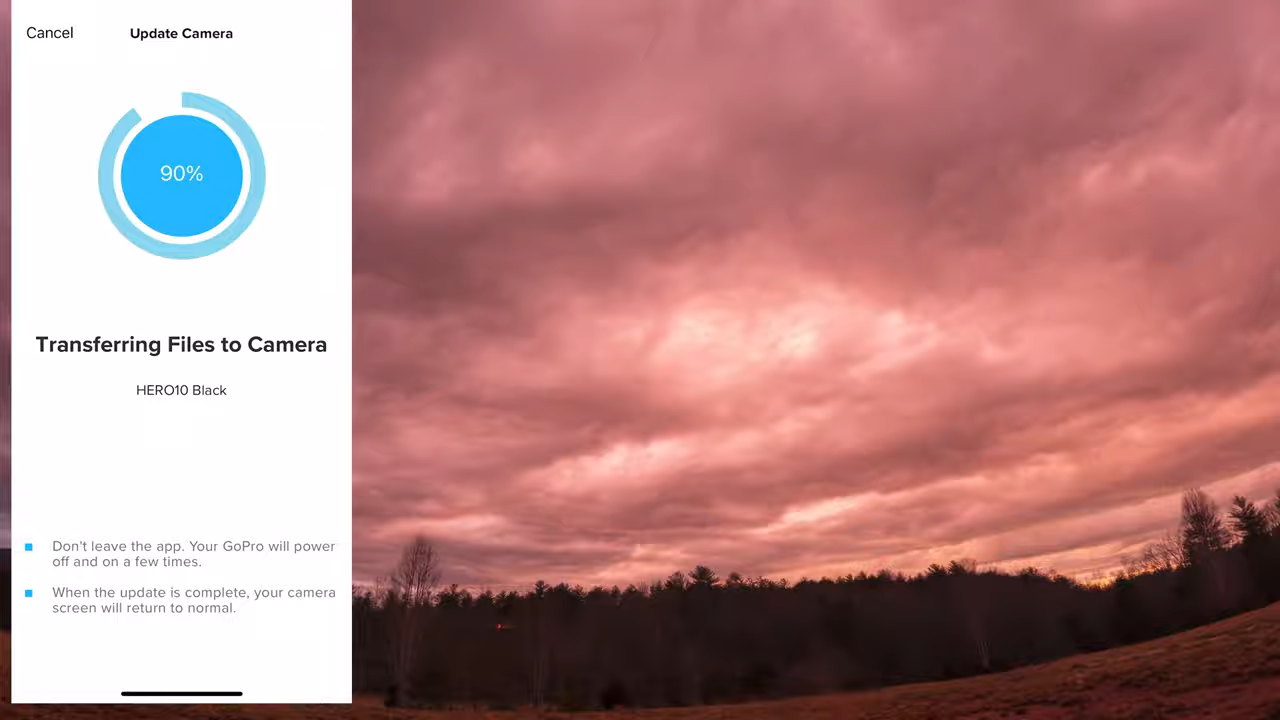 Cancel
Update Camera
90%
Transferring Files to Camera
HERO10 Black
Don't leave the app. Your GoPro will power
off and on a few times.
When the update is complete, your camera
screen will return to normal.